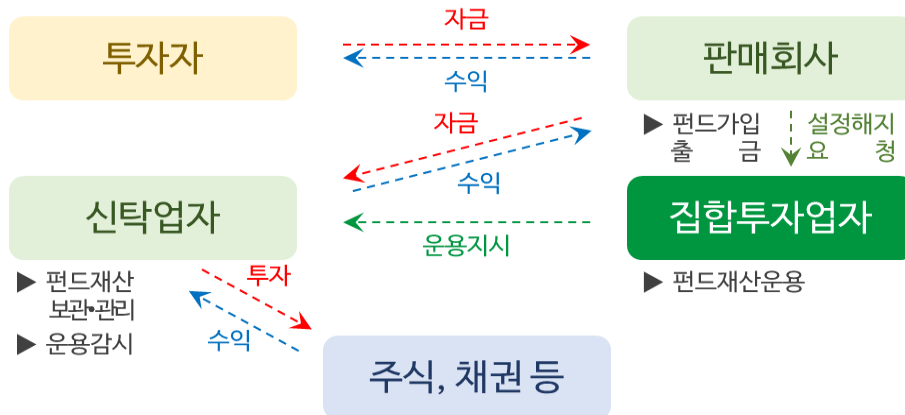 투자자
자금
수익
판매회사
▶ 펀드가입
출 금
설정해지
요 청
자금
수익
신탁업자
운용지시
집합투자업자
▶ 펀드재산
보관•관리
▶ 운용감시
투자
수익
▶ 펀드재산운용
주식, 채권 등